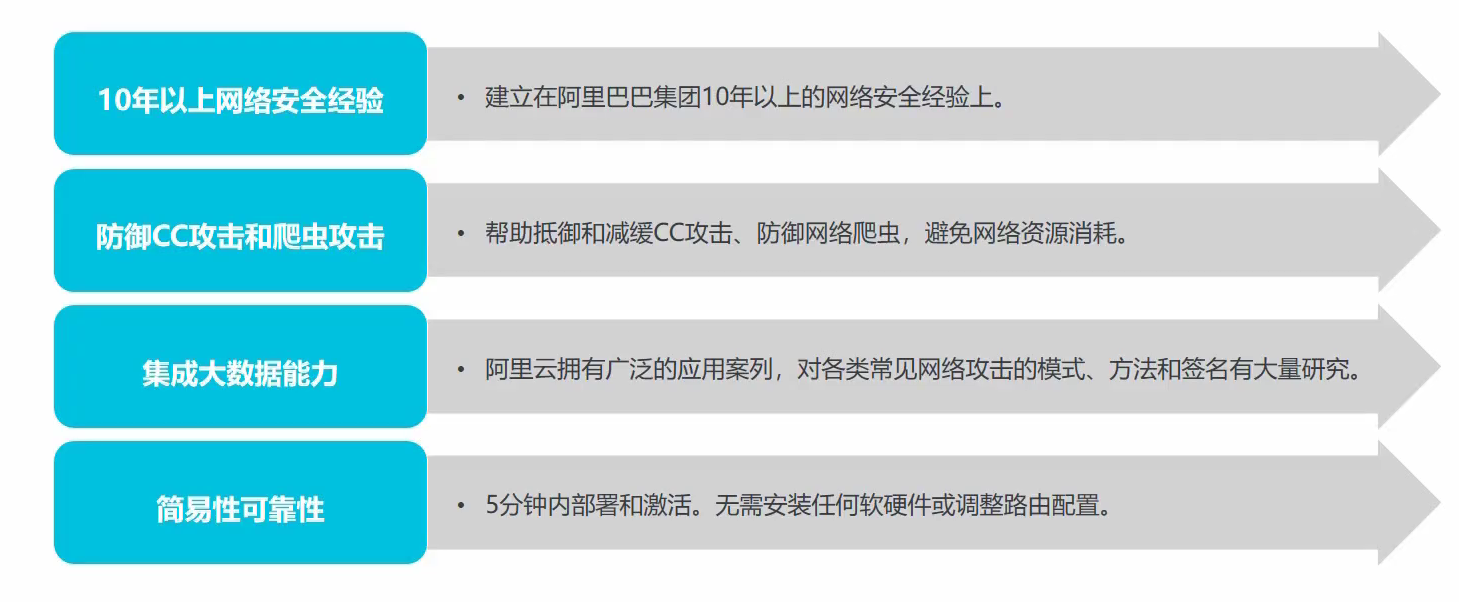 10年以上网络安全经验
• 建立在阿里巴巴集团10年以上的网络安全经验上。
防御CC攻击和爬虫攻击
• 帮助抵御和减缓CC攻击、防御网络爬虫，避免网络资源消耗。
集成大数据能力
• 阿里云拥有广泛的应用案列，对各类常见网络攻击的模式、方法和签名有大量研究。
简易性可靠性
• 5分钟内部署和激活。无需安装任何软硬件或调整路由配置。